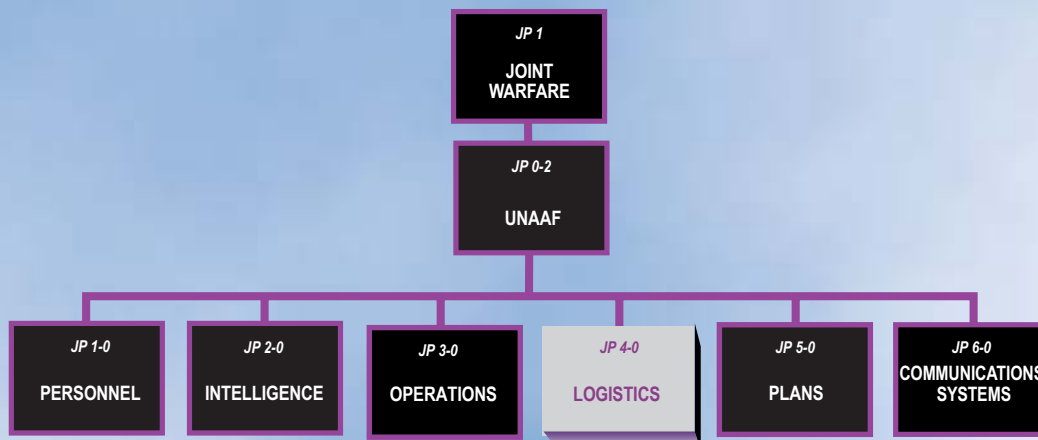 JP 1
JOINT
WARFARE
JP 0-2
UNAAF
JP 1-0
PERSONNEL
JP 2-0
INTELLIGENCE
JP 3-0
OPERATIONS
JP 4-0
LOGISTICS
JP 5-0
PLANS
JP 6-0
COMMUNICATIONS
SYSTEMS